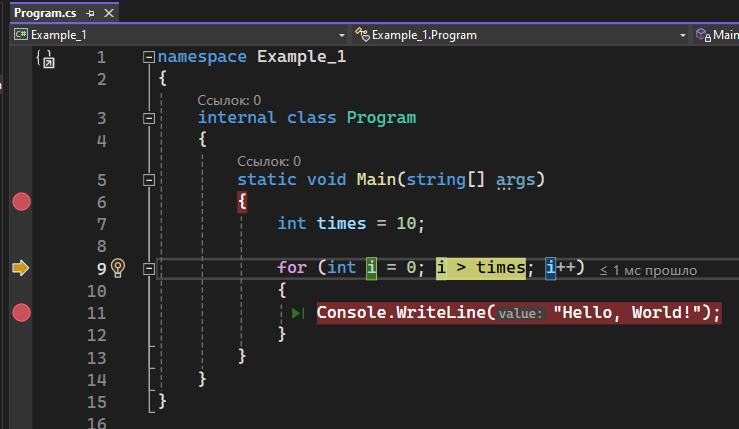 Program.cs
C# Example_1 Example_1.Program Main
1 namespace Example_1
2 {
Ссылок: 0
3 internal class Program
4 {
Ссылок: 0
5 static void Main(string[] args)
6 {
7 int times = 10;
8
9 for (int i = 0; i > times; i++) ≤ 1 мс прошло
10 {
11 Console.WriteLine(value: "Hello, World!");
12 }
13 }
14 }
15 }
16